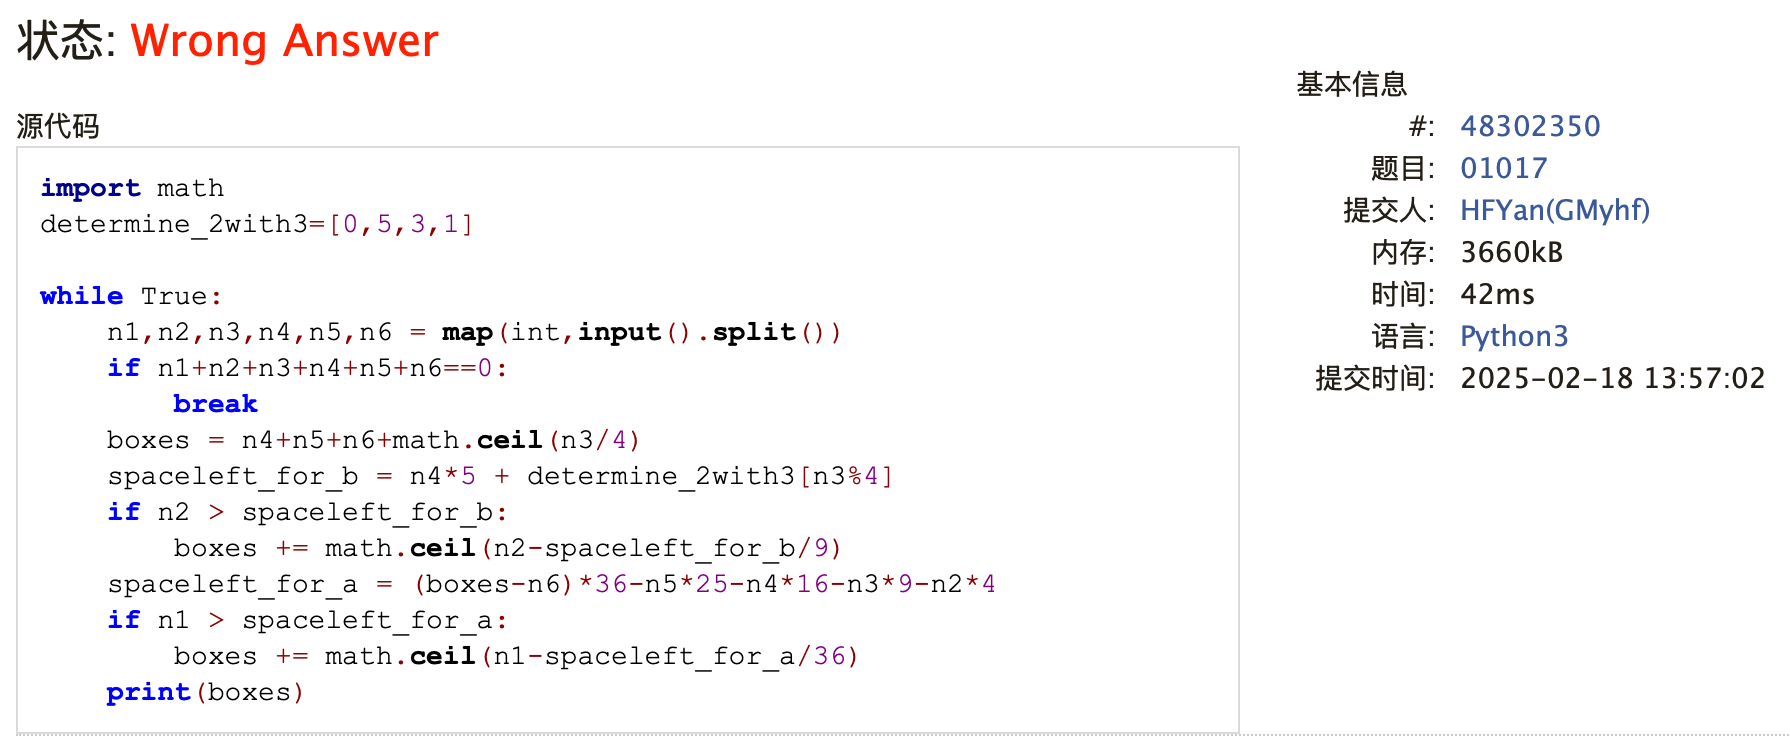 状态: Wrong Answer
源代码
import math
determine_2with3=[0,5,3,1]
while True:
    n1,n2,n3,n4,n5,n6 = map(int,input().split())
    if n1+n2+n3+n4+n5+n6==0:
        break
    boxes = n4+n5+n6+math.ceil(n3/4)
    spaceleft_for_b = n4*5 + determine_2with3[n3%4]
    if n2 > spaceleft_for_b:
        boxes += math.ceil(n2-spaceleft_for_b/9)
    spaceleft_for_a = (boxes-n6)*36-n5*25-n4*16-n3*9-n2*4
    if n1 > spaceleft_for_a:
        boxes += math.ceil(n1-spaceleft_for_a/36)
    print(boxes)
基本信息
#: 48302350
题目: 01017
提交人: HFYan(GMyhf)
内存: 3660kB
时间: 42ms
语言: Python3
提交时间: 2025-02-18 13:57:02